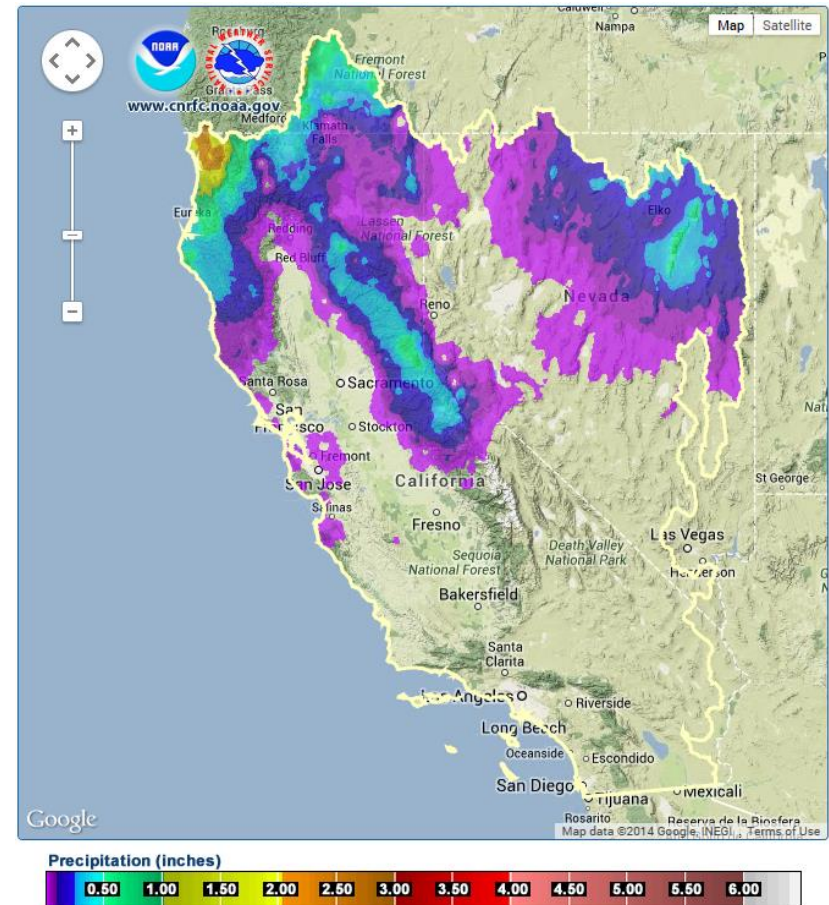 Caldwell
Nampa
Map Satellite
NOAA
NATIONAL WEATHER SERVICE
www.cnrfc.noaa.gov
Fremont
National Forest
Medford
Klamath
Falls
Eureka
Redding
Red Bluff
Lassen
National Forest
Elko
Reno
Nevada
Santa Rosa
Sacramento
San
Francisco
Stockton
Fremont
San Jose
California
Salinas
Fresno
St George
Las Vegas
Henderson
Death Valley
National Park
Sequoia
National Forest
Bakersfield
Santa
Clarita
Los Angeles
Riverside
Long Beach
Oceanside
Escondido
San Diego
Tijuana
Mexicali
Rosarito
Reserva de la Biosfera
Google
Map data ©2014 Google, INEGI
Terms of Use
Precipitation (inches)
0.50 1.00 1.50 2.00 2.50 3.00 3.50 4.00 4.50 5.00 5.50 6.00